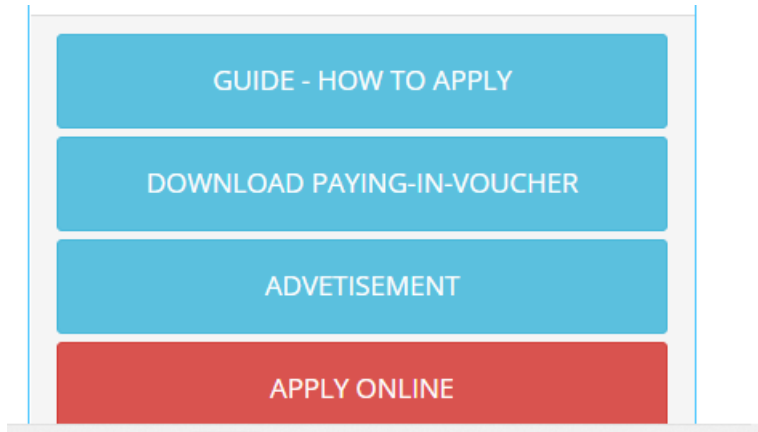 GUIDE - HOW TO APPLY
DOWNLOAD PAYING-IN-VOUCHER
ADVETISEMENT
APPLY ONLINE